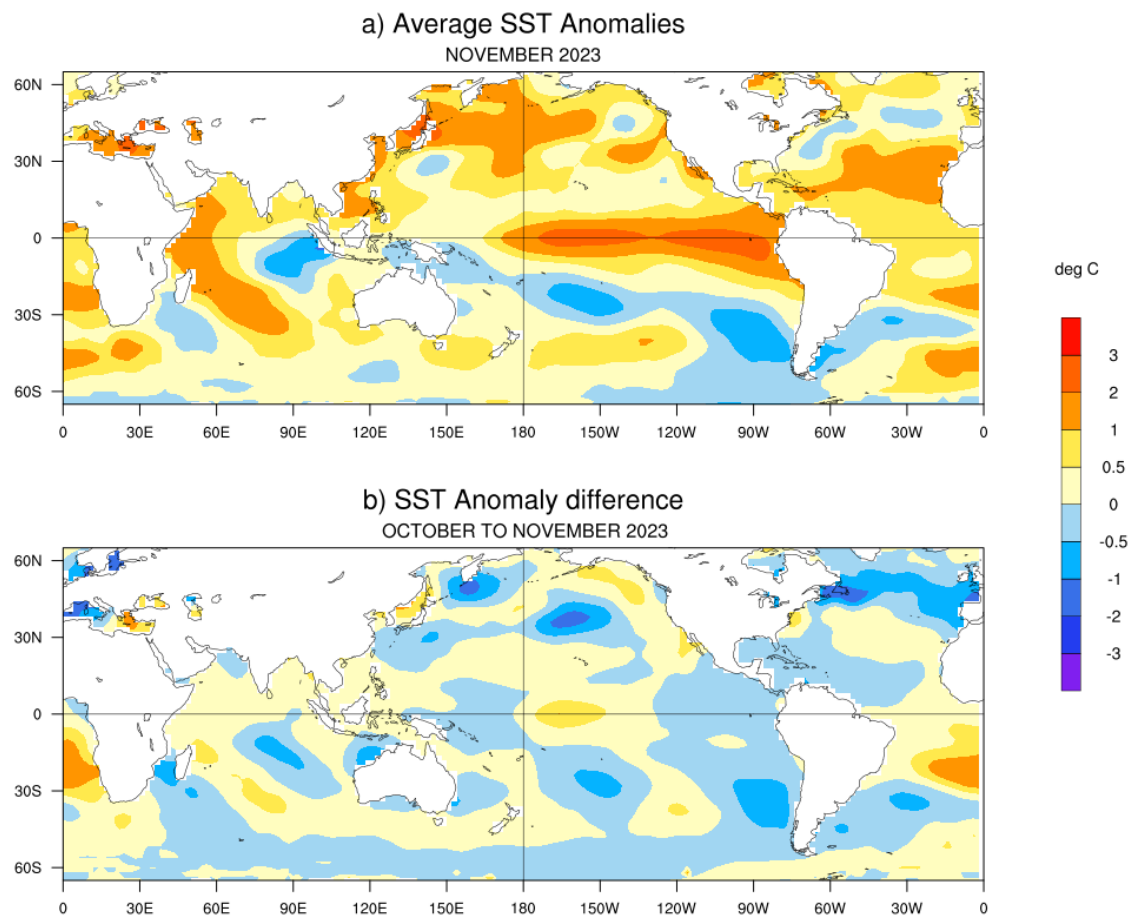 a) Average SST Anomalies
NOVEMBER 2023
60N
30N
0
30S
60S
0 30E 60E 90E 120E 150E 180 150W 120W 90W 60W 30W 0
b) SST Anomaly difference
OCTOBER TO NOVEMBER 2023
60N
30N
0
30S
60S
0 30E 60E 90E 120E 150E 180 150W 120W 90W 60W 30W 0
deg C
3
2
1
0.5
0
-0.5
-1
-2
-3